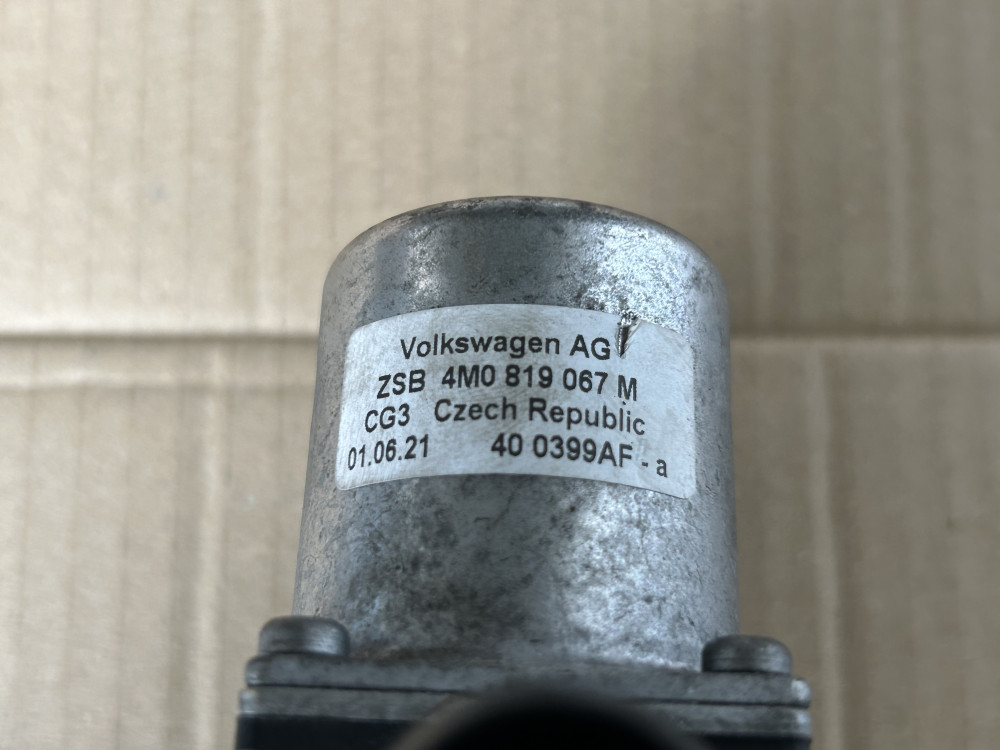 Volkswagen AG
ZSB 4M0 819 067 M
CG3 Czech Republic
01.06.21 40 0399AF - a